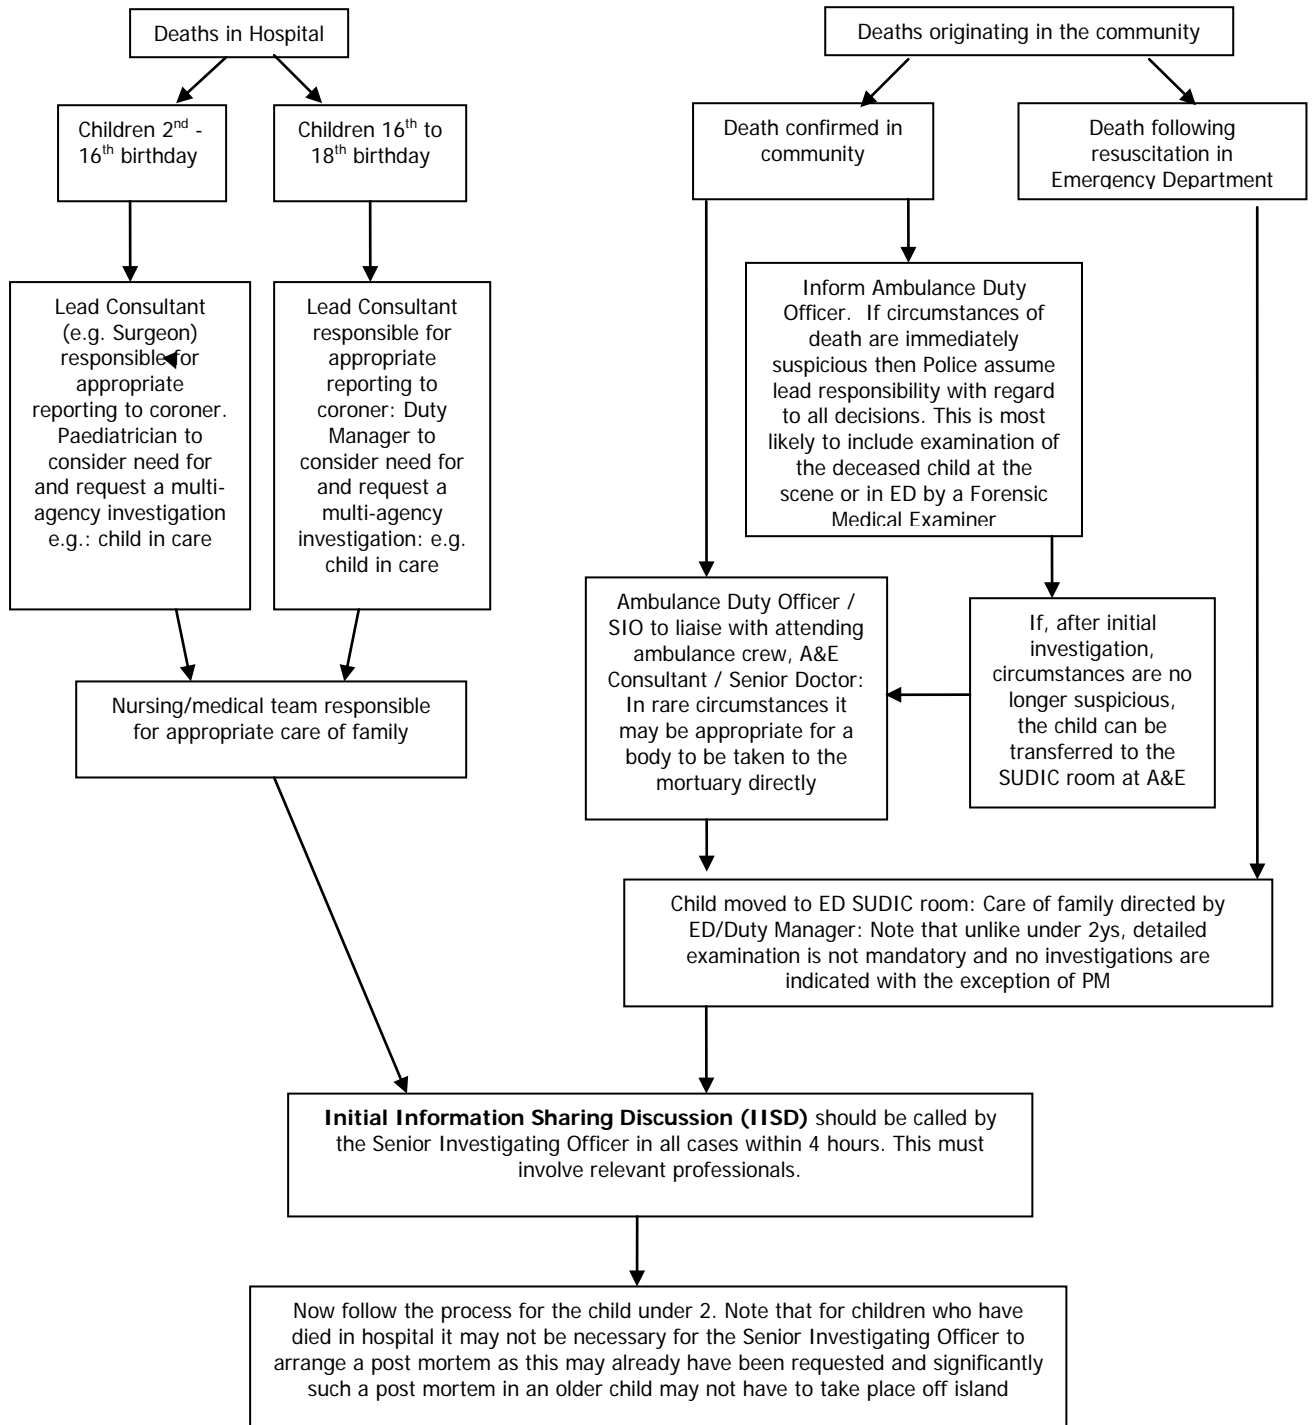 Deaths in Hospital
Deaths originating in the community
Children 2nd -
16th birthday
Children 16th to
18th birthday
Death confirmed in
community
Death following
resuscitation in
Emergency Department
Lead Consultant
(e.g. Surgeon)
responsible for
appropriate
reporting to coroner.
Paediatrician to
consider need for
and request a multi-
agency investigation
e.g.: child in care
Lead Consultant
responsible for
appropriate
reporting to
coroner: Duty
Manager to
consider need for
and request a
multi-agency
investigation: e.g.
child in care
Inform Ambulance Duty
Officer.  If circumstances of
death are immediately
suspicious then Police assume
lead responsibility with regard
to all decisions. This is most
likely to include examination of
the deceased child at the
scene or in ED by a Forensic
Medical Examiner
Ambulance Duty Officer /
SIO to liaise with attending
ambulance crew, A&E
Consultant / Senior Doctor:
In rare circumstances it
may be appropriate for a
body to be taken to the
mortuary directly
If, after initial
investigation,
circumstances are no
longer suspicious,
the child can be
transferred to the
SUDIC room at A&E
Nursing/medical team responsible
for appropriate care of family
Child moved to ED SUDIC room: Care of family directed by
ED/Duty Manager: Note that unlike under 2ys, detailed
examination is not mandatory and no investigations are
indicated with the exception of PM
Initial Information Sharing Discussion (IISD) should be called by
the Senior Investigating Officer in all cases within 4 hours. This must
involve relevant professionals.
Now follow the process for the child under 2. Note that for children who have
died in hospital it may not be necessary for the Senior Investigating Officer to
arrange a post mortem as this may already have been requested and significantly
such a post mortem in an older child may not have to take place off island